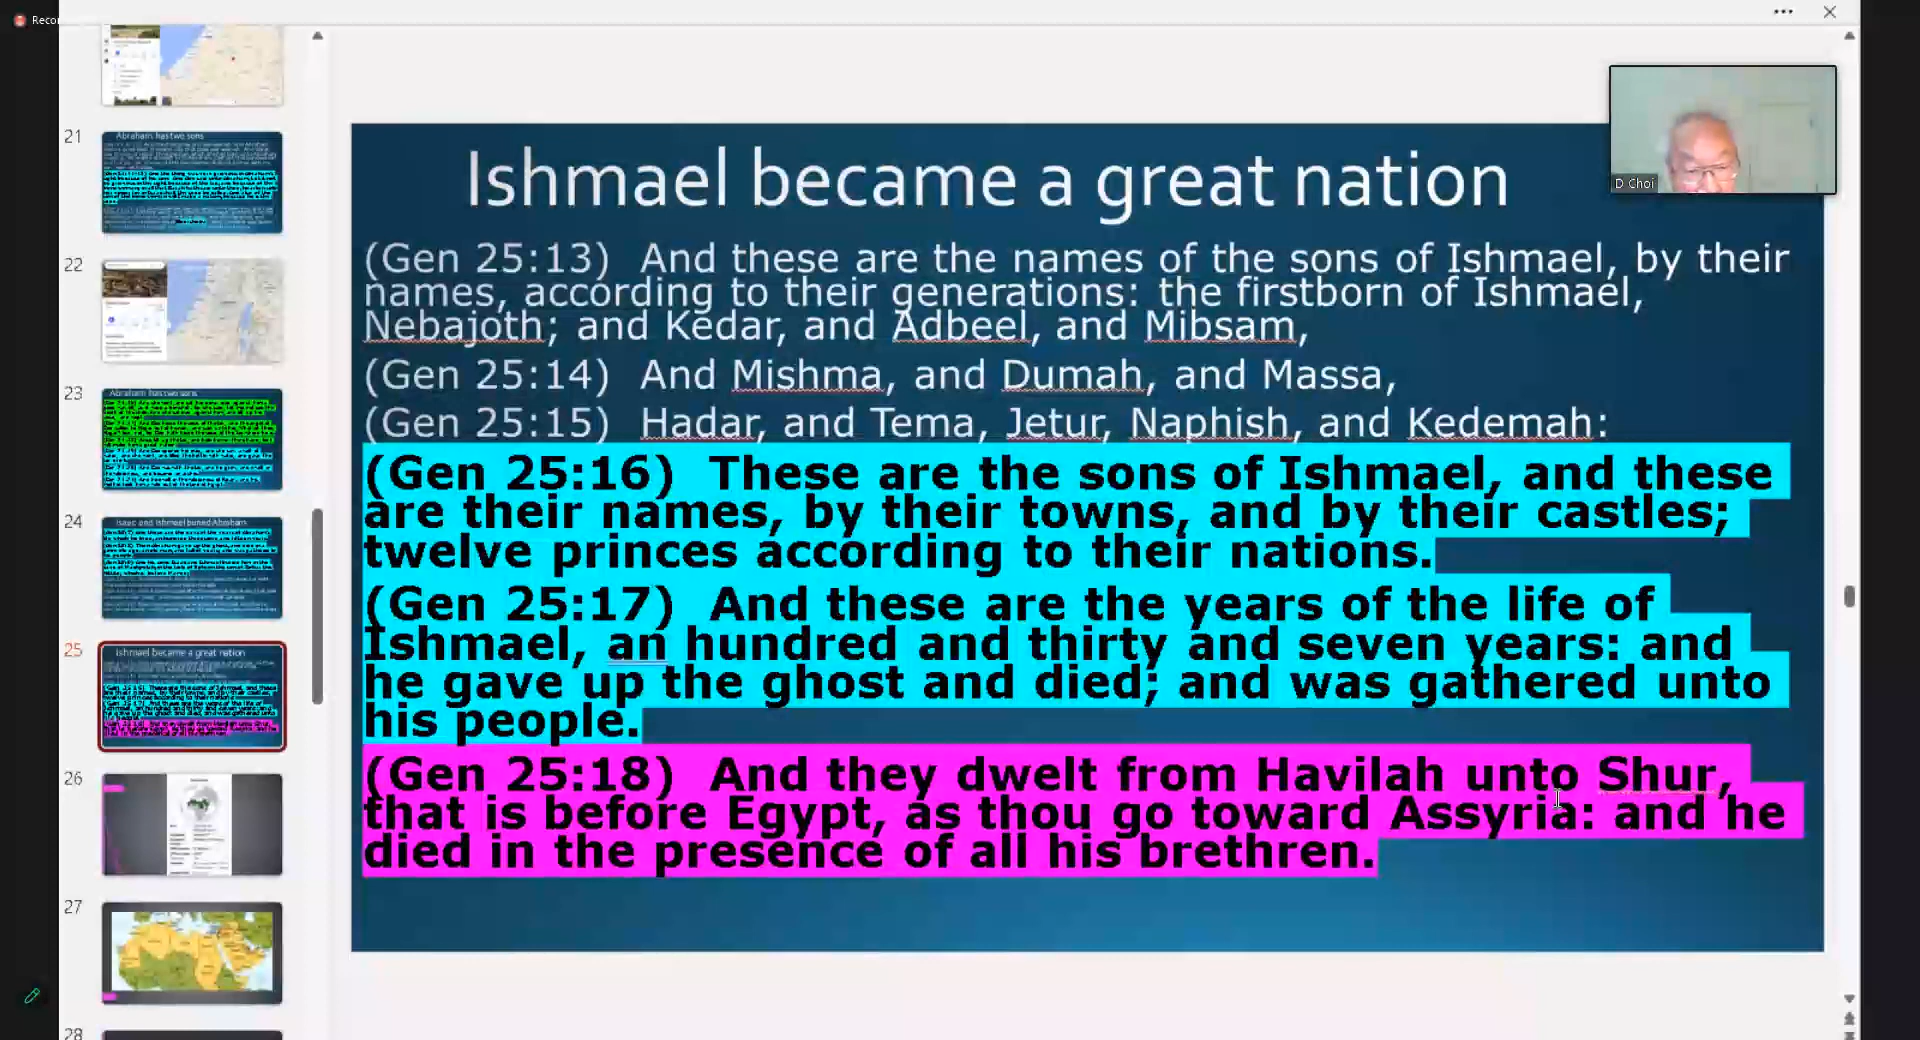 Recor
21
Abraham has two sons
22
23
Abraham has two sons
24
Isaac and Ishmael buried Abraham
25
Ishmael became a great nation
26
27
28
D Choi
Ishmael became a great nation
(Gen 25:13) And these are the names of the sons of Ishmael, by their
names, according to their generations: the firstborn of Ishmael,
Nebajoth; and Kedar, and Adbeel, and Mibsam,
(Gen 25:14) And Mishma, and Dumah, and Massa,
(Gen 25:15) Hadar, and Tema, Jetur, Naphish, and Kedemah:
(Gen 25:16) These are the sons of Ishmael, and these
are their names, by their towns, and by their castles;
twelve princes according to their nations.
(Gen 25:17) And these are the years of the life of
Ishmael, an hundred and thirty and seven years: and
he gave up the ghost and died; and was gathered unto
his people.
(Gen 25:18) And they dwelt from Havilah unto Shur,
that is before Egypt, as thou go toward Assyria: and he
died in the presence of all his brethren.